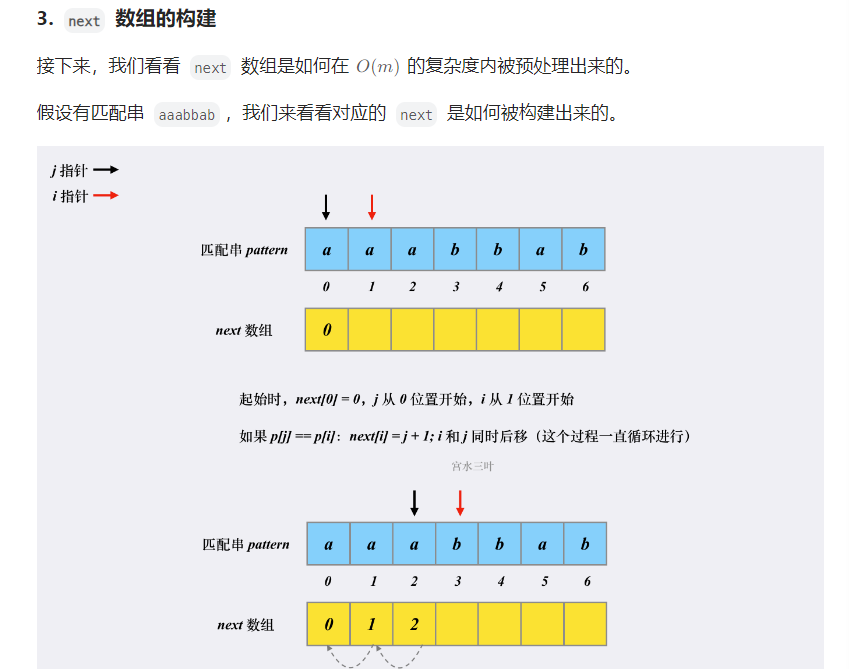 3. next 数组的构建
接下来，我们看看 next 数组是如何在 O(m) 的复杂度内被预处理出来的。
假设有匹配串 aaabbab ，我们来看看对应的 next 是如何被构建出来的。
j 指针
i 指针
匹配串 pattern a a a b b a b
0 1 2 3 4 5 6
next 数组 0
起始时，next[0] = 0，j 从 0 位置开始，i 从 1 位置开始
如果 p[j] == p[i]：next[i] = j + 1; i 和 j 同时后移（这个过程一直循环进行）
宫水三叶
匹配串 pattern a a a b b a b
0 1 2 3 4 5 6
next 数组 0 1 2